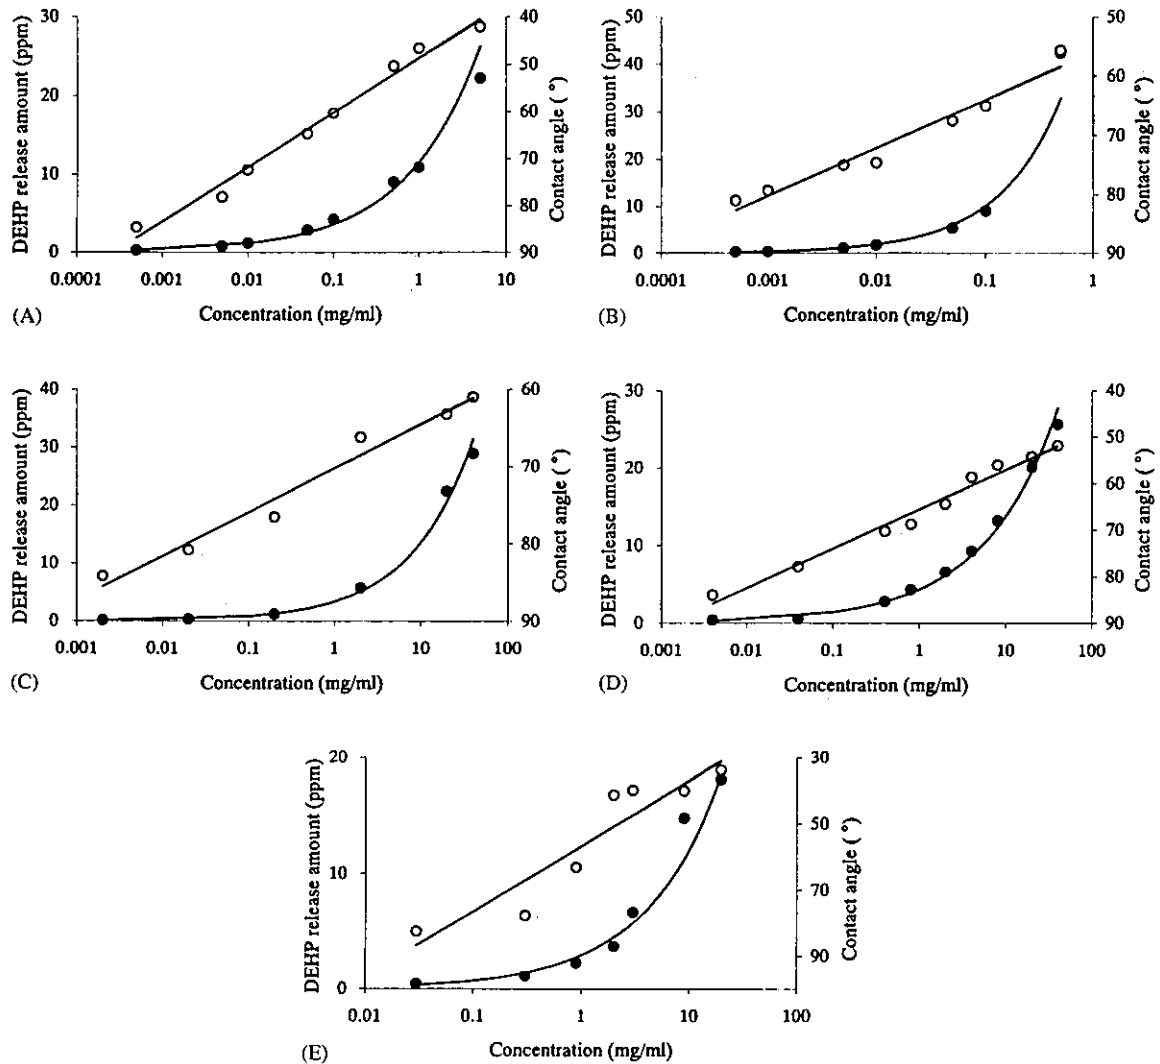 DEHP release amount (ppm)
30
20
10
0
0.0001 0.001 0.01 0.1 1 10
40
50
60
70
80
90
Contact angle ( ° )
(A) Concentration (mg/ml)
DEHP release amount (ppm)
50
40
30
20
10
0
0.0001 0.001 0.01 0.1 1
50
60
70
80
90
Contact angle ( ° )
(B) Concentration (mg/ml)
DEHP release amount (ppm)
40
30
20
10
0
0.001 0.01 0.1 1 10 100
60
70
80
90
Contact angle ( ° )
(C) Concentration (mg/ml)
DEHP release amount (ppm)
30
20
10
0
0.001 0.01 0.1 1 10 100
40
50
60
70
80
90
Contact angle ( ° )
(D) Concentration (mg/ml)
DEHP release amount (ppm)
20
10
0
0.01 0.1 1 10 100
30
50
70
90
Contact angle ( ° )
(E) Concentration (mg/ml)